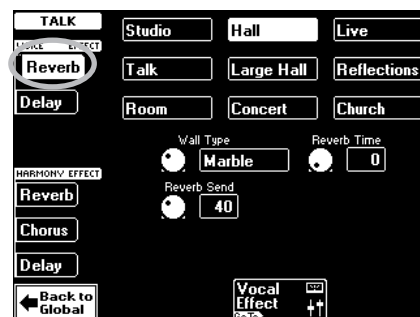 TALK
VOICE EFFECT
Reverb
Delay
HARMONY EFFECT
Reverb
Chorus
Delay
Back to
Global
Studio
Hall
Live
Talk
Large Hall
Reflections
Room
Concert
Church
Wall Type
Marble
Reverb Time
0
Reverb Send
40
Vocal
Effect
GoTo